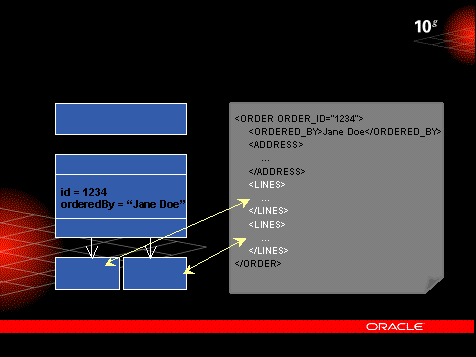 10g
id = 1234
orderedBy = “Jane Doe”
<ORDER ORDER_ID="1234">
<ORDERED_BY>Jane Doe</ORDERED_BY>
<ADDRESS>
...
</ADDRESS>
<LINES>
...
</LINES>
<LINES>
...
</LINES>
</ORDER>
ORACLE